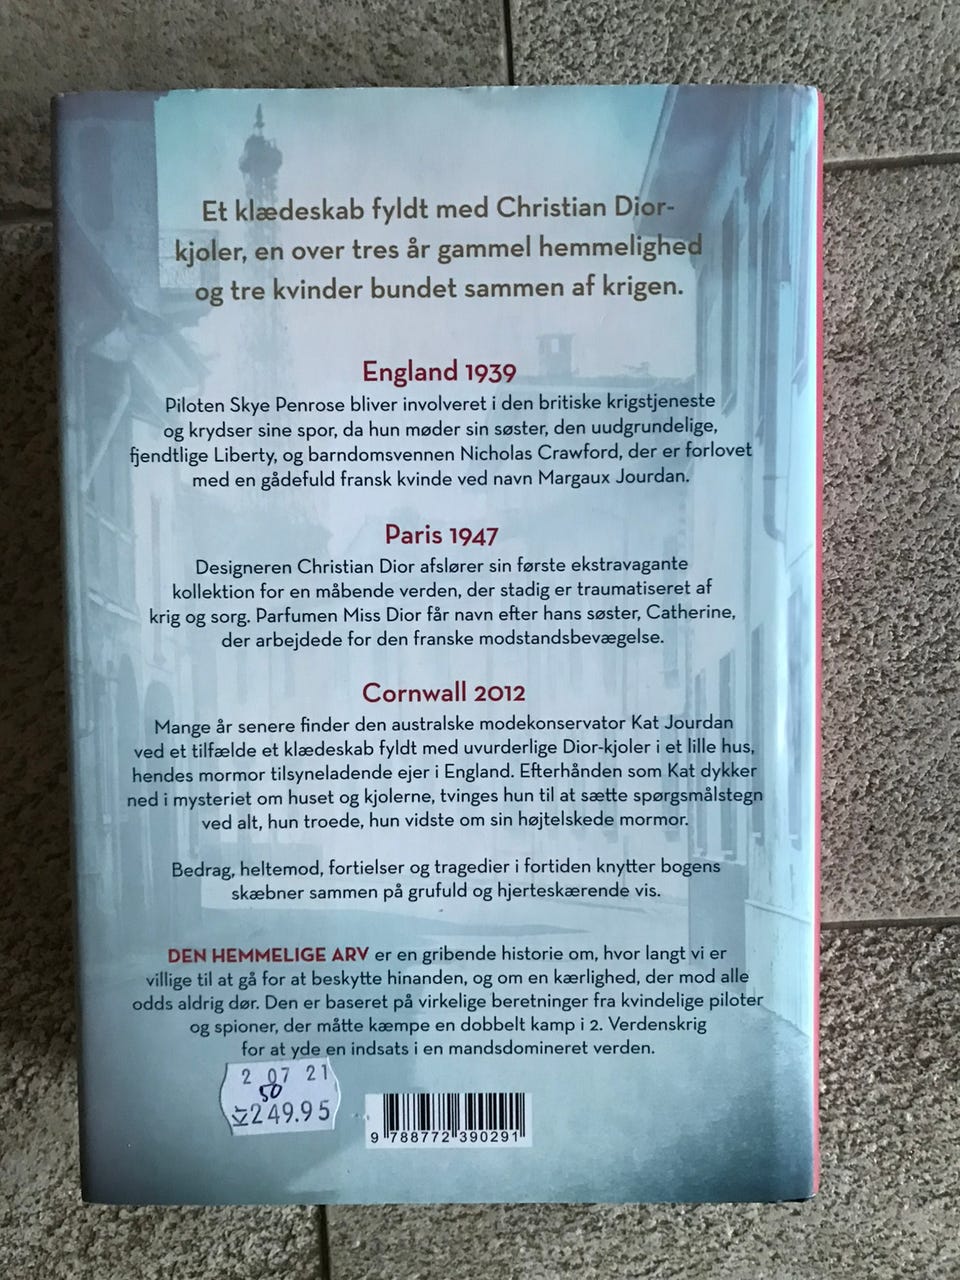 Et klædeskab fyldt med Christian Dior-
kjoler, en over tres år gammel hemmelighed
og tre kvinder bundet sammen af krigen.
England 1939
Piloten Skye Penrose bliver involveret i den britiske krigstjeneste
og krydser sine spor, da hun møder sin søster, den uudgrundelige,
fjendtlige Liberty, og barndomsvennen Nicholas Crawford, der er forlovet
med en gådefuld fransk kvinde ved navn Margaux Jourdan.
Paris 1947
Designeren Christian Dior afslører sin første ekstravagante
kollektion for en måbende verden, der stadig er traumatiseret af
krig og sorg. Parfumen Miss Dior får navn efter hans søster, Catherine,
der arbejdede for den franske modstandsbevægelse.
Cornwall 2012
Mange år senere finder den australske modekonservator Kat Jourdan
ved et tilfælde et klædeskab fyldt med uvurderlige Dior-kjoler i et lille hus,
hendes mormor tilsyneladende ejer i England. Efterhånden som Kat dykker
ned i mysteriet om huset og kjolerne, tvinges hun til at sætte spørgsmålstegn
ved alt, hun troede, hun vidste om sin højtelskede mormor.
Bedrag, heltemod, fortielser og tragedier i fortiden knytter bogens
skæbner sammen på grufuld og hjerteskærende vis.
DEN HEMMELIGE ARV er en gribende historie om, hvor langt vi er
villige til at gå for at beskytte hinanden, og om en kærlighed, der mod alle
odds aldrig dør. Den er baseret på virkelige beretninger fra kvindelige piloter
og spioner, der måtte kæmpe en dobbelt kamp i 2. Verdenskrig
for at yde en indsats i en mandsdomineret verden.
2 07 21
50
249.95
9 788772 390291